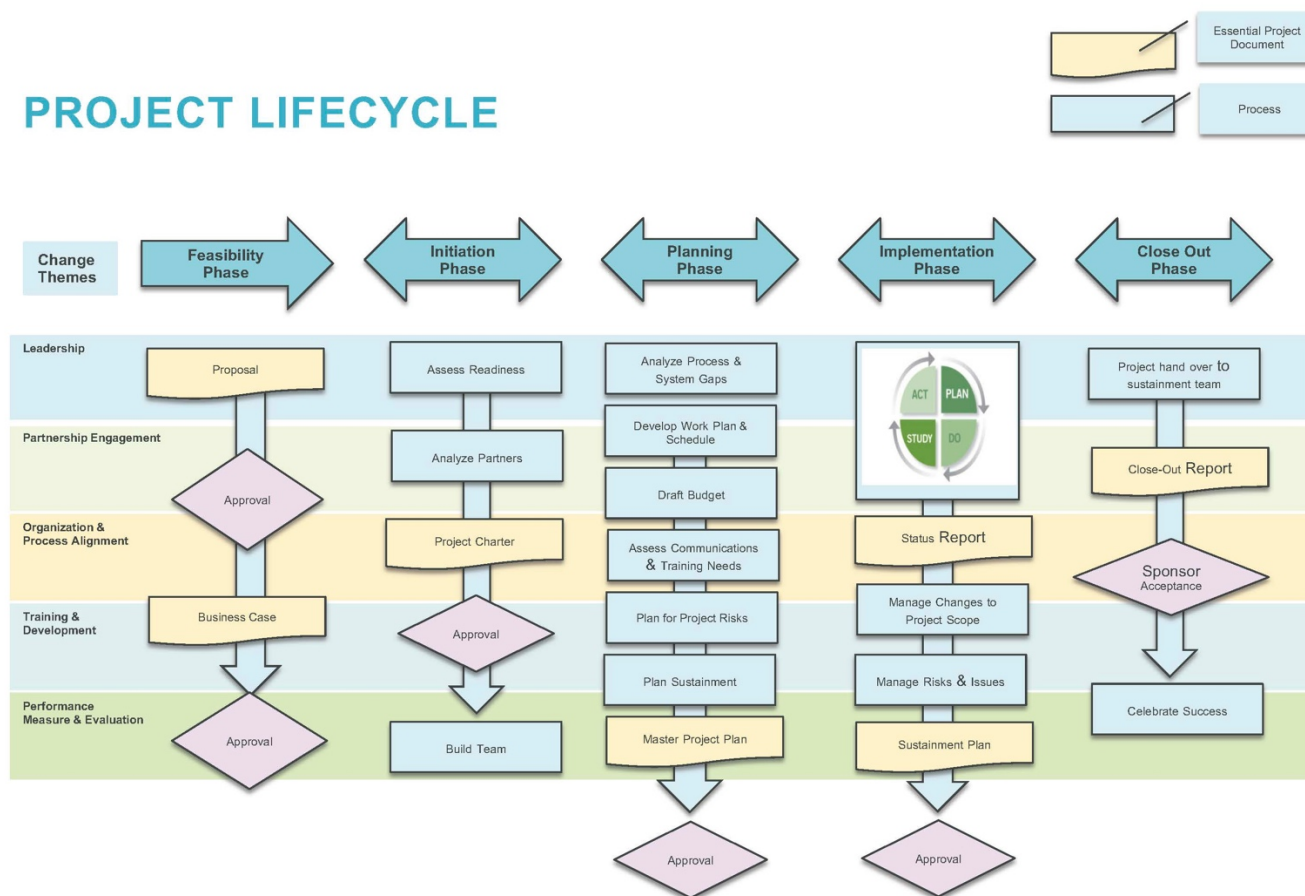 Essential Project
Document
PROJECT LIFECYCLE
Process
Change
Themes
Feasibility
Phase
Initiation
Phase
Planning
Phase
Implementation
Phase
Close Out
Phase
Leadership
Proposal
Assess Readiness
Analyze Process &
System Gaps
ACT
PLAN
STUDY
DO
Project hand over to
sustainment team
Partnership Engagement
Approval
Analyze Partners
Develop Work Plan &
Schedule
Draft Budget
Close-Out Report
Organization &
Process Alignment
Project Charter
Assess Communications
& Training Needs
Status Report
Sponsor
Acceptance
Training &
Development
Business Case
Approval
Plan for Project Risks
Plan Sustainment
Manage Changes to
Project Scope
Manage Risks & Issues
Performance
Measure & Evaluation
Approval
Build Team
Master Project Plan
Sustainment Plan
Celebrate Success
Approval
Approval